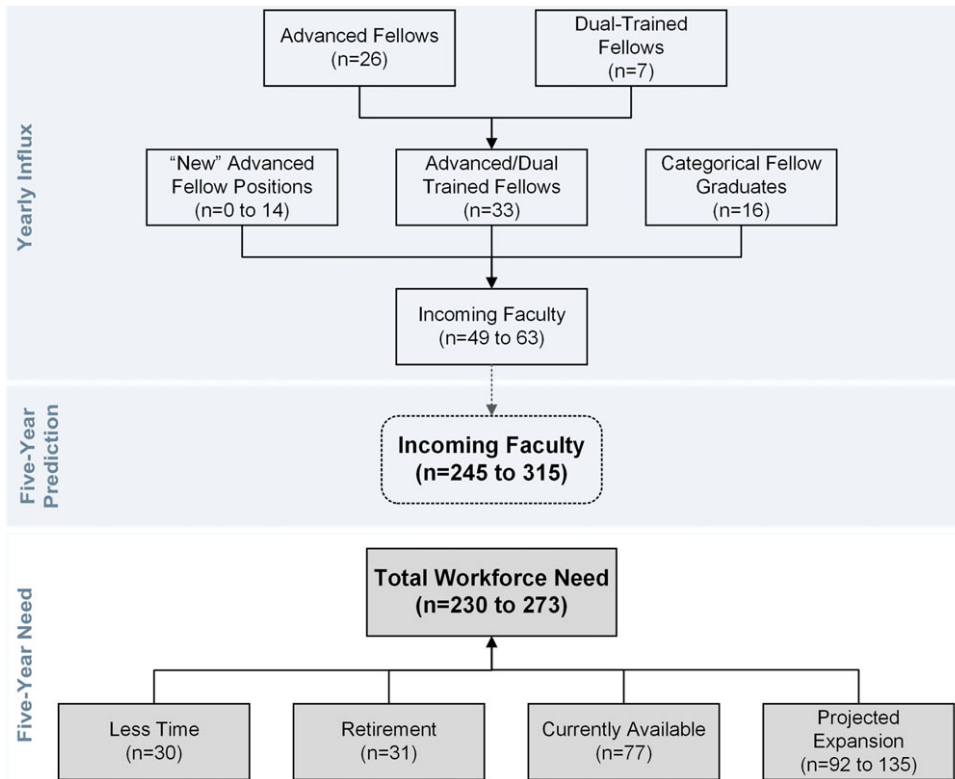 Yearly Influx
Advanced Fellows
(n=26)
Dual-Trained
Fellows
(n=7)
“New” Advanced
Fellow Positions
(n=0 to 14)
Advanced/Dual
Trained Fellows
(n=33)
Categorical Fellow
Graduates
(n=16)
Incoming Faculty
(n=49 to 63)
Five-Year
Prediction
Incoming Faculty
(n=245 to 315)
Five-Year Need
Total Workforce Need
(n=230 to 273)
Less Time
(n=30)
Retirement
(n=31)
Currently Available
(n=77)
Projected
Expansion
(n=92 to 135)